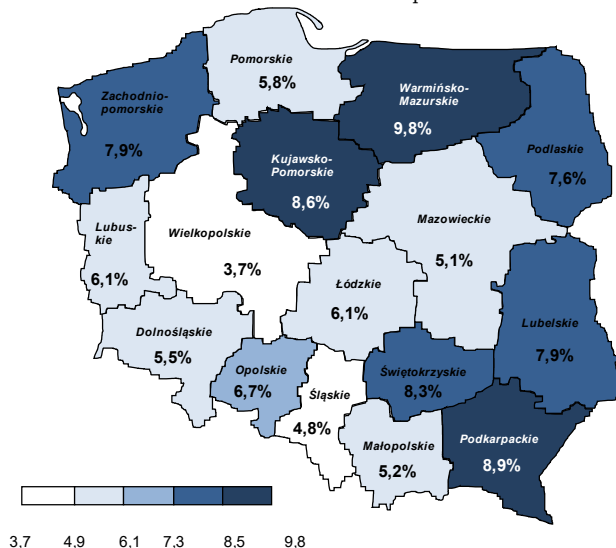 Pomorskie
5,8%
Warmińsko-
Mazurskie
9,8%
Zachodnio-
pomorskie
7,9%
Podlaskie
7,6%
Kujawsko-
Pomorskie
8,6%
Mazowieckie
5,1%
Lubus-
kie
6,1%
Wielkopolskie
3,7%
Łódzkie
6,1%
Lubelskie
7,9%
Dolnośląskie
5,5%
Opolskie
6,7%
Śląskie
4,8%
Świętokrzyskie
8,3%
Małopolskie
5,2%
Podkarpackie
8,9%
3,7 4,9 6,1 7,3 8,5 9,8